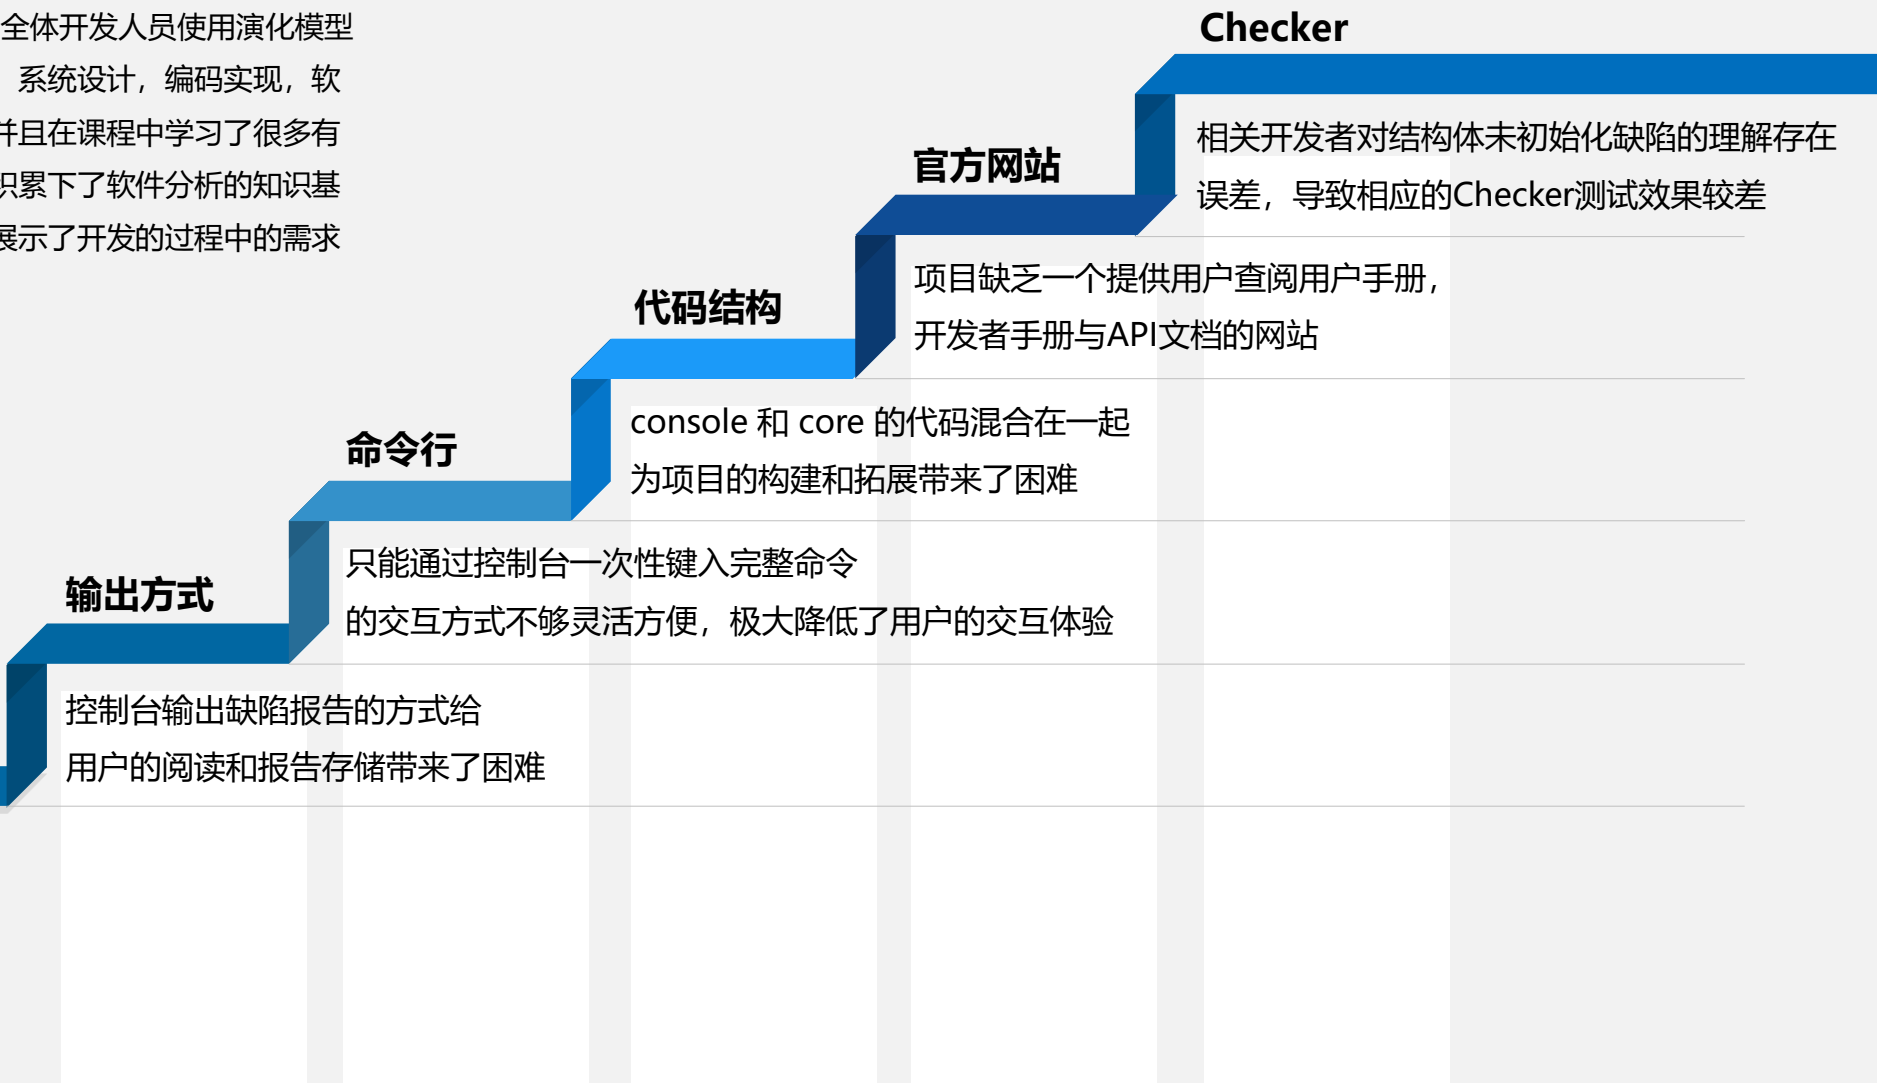 全体开发人员使用演化模型
系统设计，编码实现，软
并且在课程中学习了很多有
积累下了软件分析的知识基
展示了开发的过程中的需求
Checker
相关开发者对结构体未初始化缺陷的理解存在
误差，导致相应的Checker测试效果较差
官方网站
项目缺乏一个提供用户查阅用户手册，
开发者手册与API文档的网站
代码结构
console 和 core 的代码混合在一起
为项目的构建和拓展带来了困难
命令行
只能通过控制台一次性键入完整命令
的交互方式不够灵活方便，极大降低了用户的交互体验
输出方式
控制台输出缺陷报告的方式给
用户的阅读和报告存储带来了困难